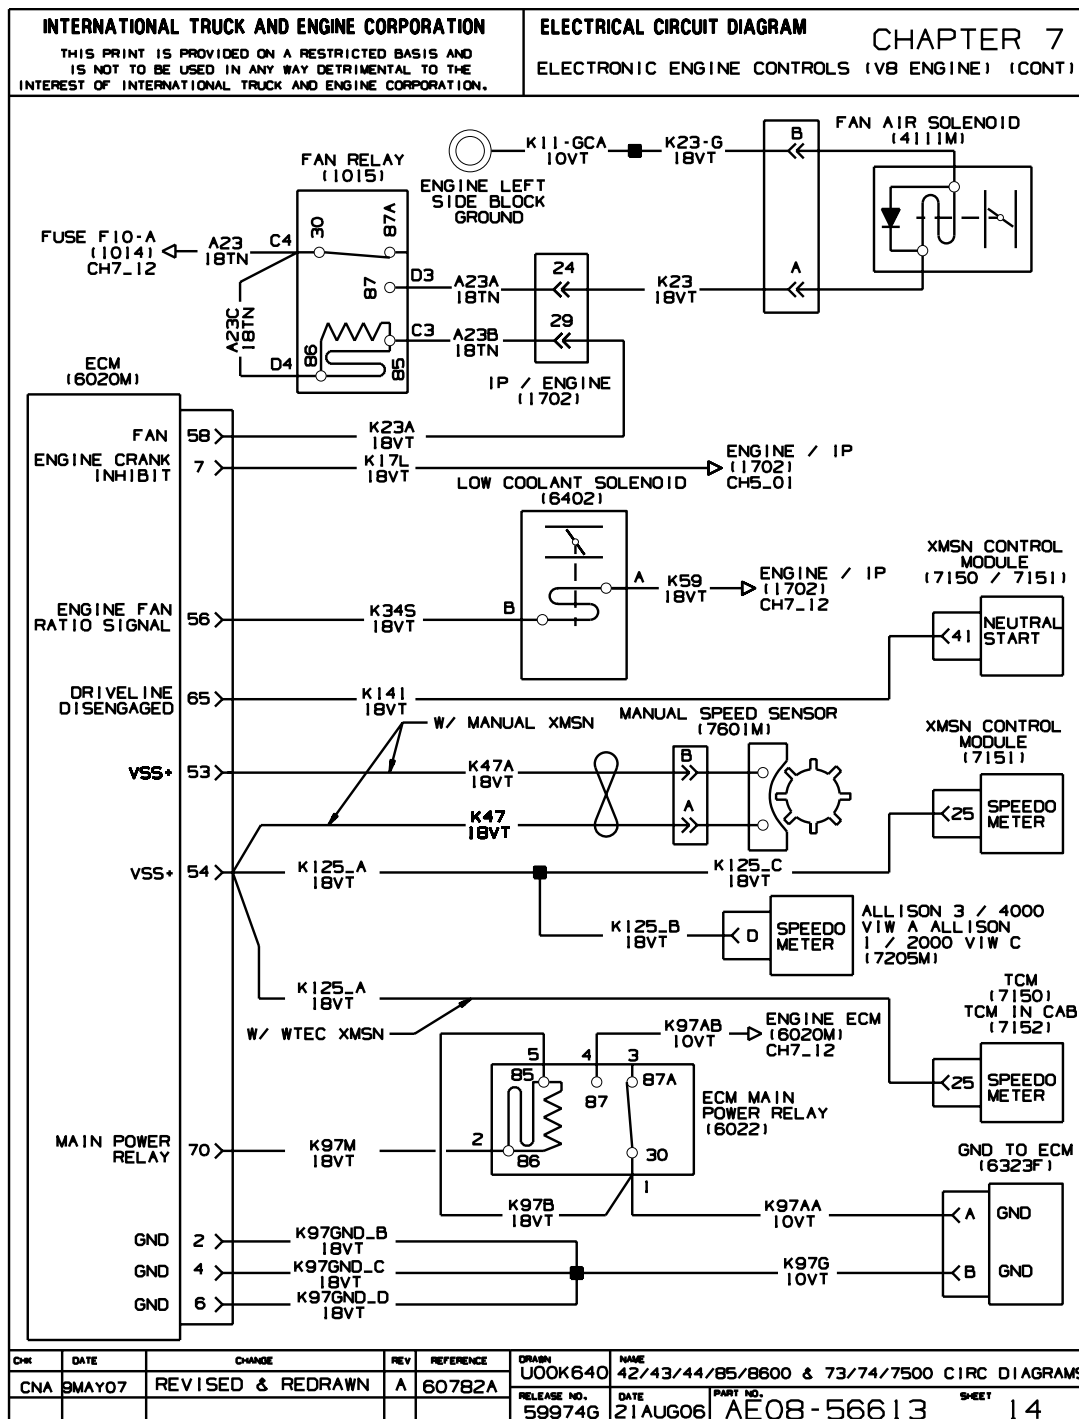 INTERNATIONAL TRUCK AND ENGINE CORPORATION
THIS PRINT IS PROVIDED ON A RESTRICTED BASIS AND
IS NOT TO BE USED IN ANY WAY DETRIMENTAL TO THE
INTEREST OF INTERNATIONAL TRUCK AND ENGINE CORPORATION.
ELECTRICAL CIRCUIT DIAGRAM
CHAPTER 7
ELECTRONIC ENGINE CONTROLS (V8 ENGINE) (CONT)
FAN RELAY
(1015)
30
87A
87
86
85
C4
D3
C3
D4
FUSE F10-A
(1014)
CH7_12
A23
18TN
A23C
18TN
ENGINE LEFT
SIDE BLOCK
GROUND
K11-GCA
10VT
K23-G
18VT
B
A
FAN AIR SOLENOID
(4111M)
A23A
18TN
24
K23
18VT
A23B
18TN
29
IP / ENGINE
(1702)
ECM
(6020M)
FAN
58
K23A
18VT
ENGINE CRANK
INHIBIT
7
K17L
18VT
ENGINE / IP
(1702)
CH5_01
LOW COOLANT SOLENOID
(6402)
A
K59
18VT
ENGINE / IP
(1702)
CH7_12
ENGINE FAN
RATIO SIGNAL
56
K34S
18VT
B
XMSN CONTROL
MODULE
(7150 / 7151)
41
NEUTRAL
START
DRIVELINE
DISENGAGED
65
K141
18VT
W/ MANUAL XMSN
MANUAL SPEED SENSOR
(7601M)
VSS+
53
K47A
18VT
B
K47
18VT
A
XMSN CONTROL
MODULE
(7151)
25
SPEEDO
METER
VSS+
54
K125_A
18VT
K125_C
18VT
K125_B
18VT
D
SPEEDO
METER
ALLISON 3 / 4000
VIW A ALLISON
1 / 2000 VIW C
(7205M)
K125_A
18VT
W/ WTEC XMSN
TCM
(7150)
TCM IN CAB
(7152)
25
SPEEDO
METER
K97AB
10VT
ENGINE ECM
(6020M)
CH7_12
5
4
3
85
87
87A
2
86
30
1
ECM MAIN
POWER RELAY
(6022)
MAIN POWER
RELAY
70
K97M
18VT
K97B
18VT
K97AA
10VT
GND TO ECM
(6323F)
A
GND
B
GND
GND
2
K97GND_B
18VT
GND
4
K97GND_C
18VT
K97G
10VT
GND
6
K97GND_D
18VT
CHK
DATE
CHANGE
REV
REFERENCE
CNA
9MAY07
REVISED & REDRAWN
A
60782A
DRAWN
U00K640
NAME
42/43/44/85/8600 & 73/74/7500 CIRC DIAGRAMS
RELEASE NO.
59974G
DATE
21AUG06
PART NO.
AE08-56613
SHEET
14